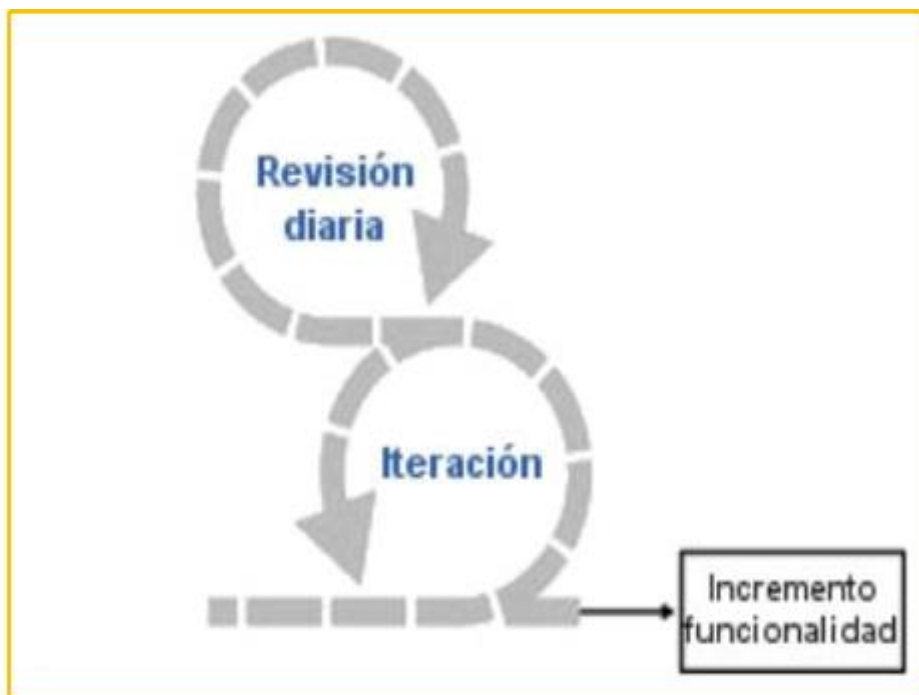 Revisión
diaria
Iteración
Incremento
funcionalidad